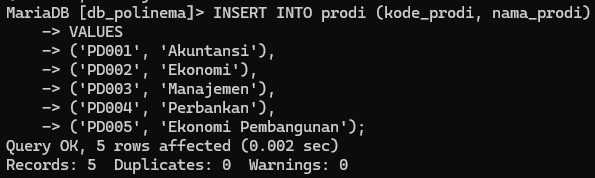 MariaDB [db_polinema]> INSERT INTO prodi (kode_prodi, nama_prodi)
    -> VALUES
    -> ('PD001', 'Akuntansi'),
    -> ('PD002', 'Ekonomi'),
    -> ('PD003', 'Manajemen'),
    -> ('PD004', 'Perbankan'),
    -> ('PD005', 'Ekonomi Pembangunan');
Query OK, 5 rows affected (0.002 sec)
Records: 5  Duplicates: 0  Warnings: 0